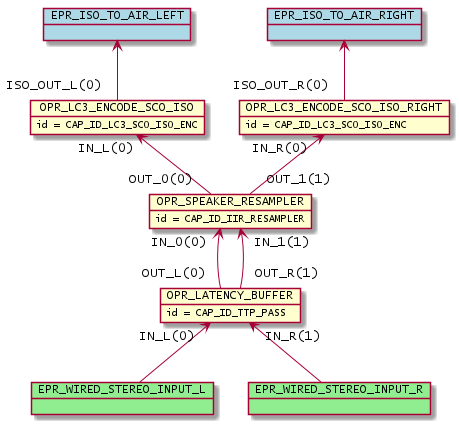 EPR_ISO_TO_AIR_LEFT
EPR_ISO_TO_AIR_RIGHT
ISO_OUT_L(0)
ISO_OUT_R(0)
OPR_LC3_ENCODE_SCO_ISO
id = CAP_ID_LC3_SCO_ISO_ENC
OPR_LC3_ENCODE_SCO_ISO_RIGHT
id = CAP_ID_LC3_SCO_ISO_ENC
IN_L(0)
IN_R(0)
OUT_0(0)
OUT_1(1)
OPR_SPEAKER_RESAMPLER
id = CAP_ID_IIR_RESAMPLER
IN_0(0)
IN_1(1)
OUT_L(0)
OUT_R(1)
OPR_LATENCY_BUFFER
id = CAP_ID_TTP_PASS
IN_L(0)
IN_R(1)
EPR_WIRED_STEREO_INPUT_L
EPR_WIRED_STEREO_INPUT_R